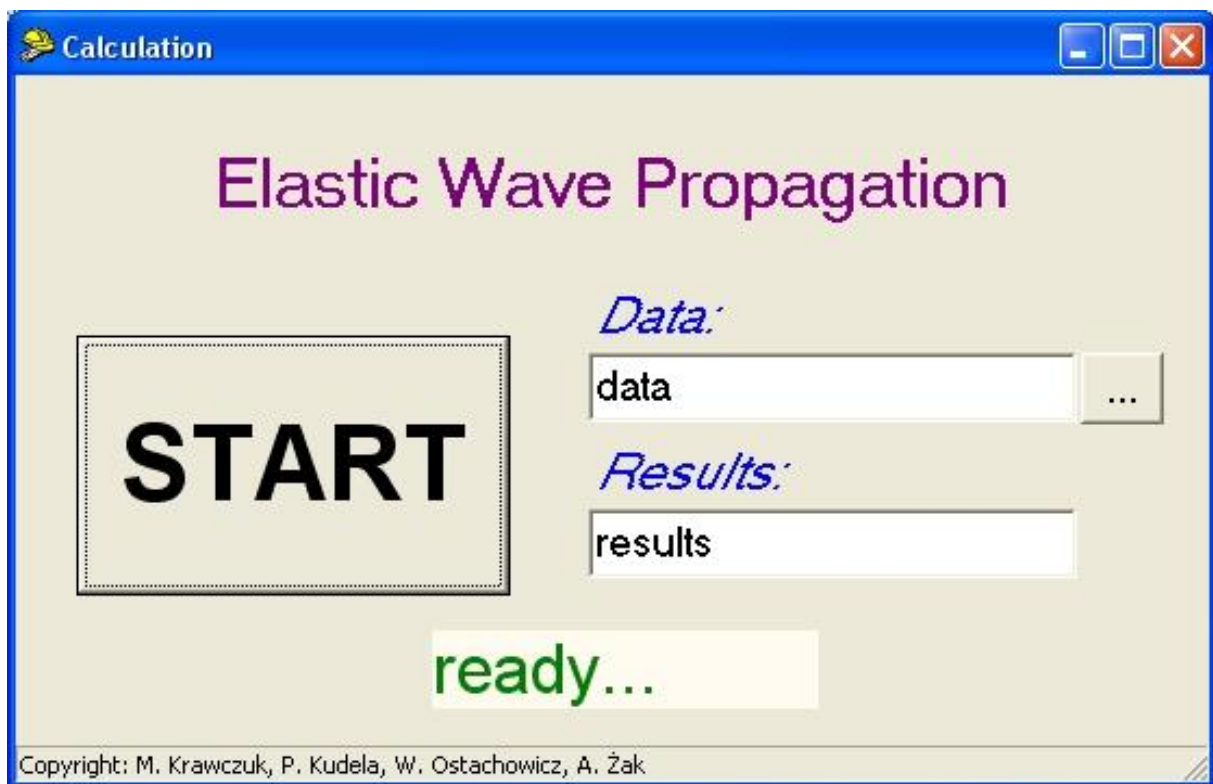 Calculation
Elastic Wave Propagation
Data:
data
...
START
Results:
results
ready...
Copyright: M. Krawczuk, P. Kudela, W. Ostachowicz, A. Żak